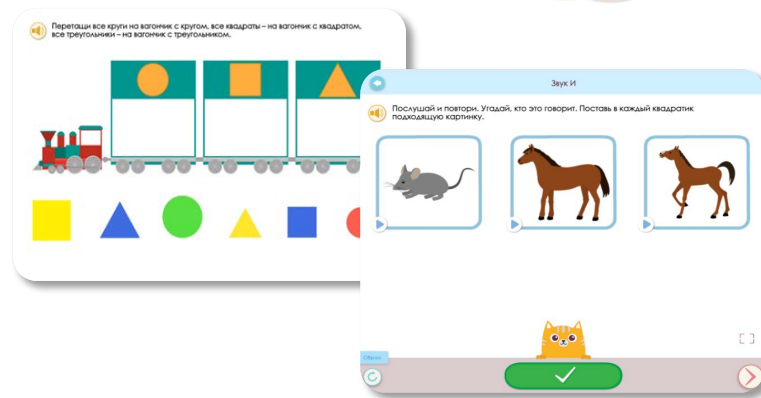 Перетащи все круги на вагончик с кругом, все квадраты – на вагончик с квадратом,
все треугольники – на вагончик с треугольником.
Звук И
Послушай и повтори. Угадай, кто это говорит. Поставь в каждый квадратик
подходящую картинку.
Сброс